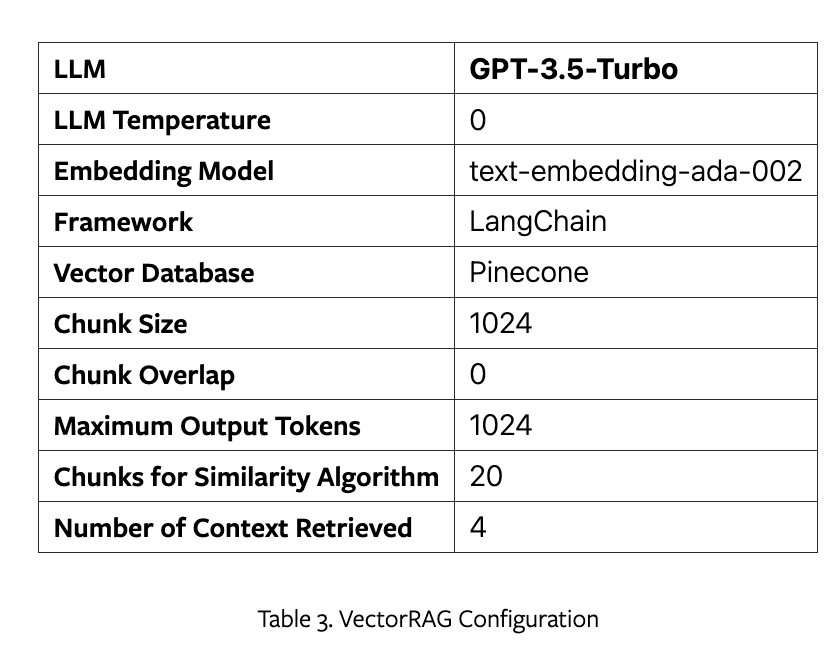 LLM GPT-3.5-Turbo
LLM Temperature 0
Embedding Model text-embedding-ada-002
Framework LangChain
Vector Database Pinecone
Chunk Size 1024
Chunk Overlap 0
Maximum Output Tokens 1024
Chunks for Similarity Algorithm 20
Number of Context Retrieved 4
Table 3. VectorRAG Configuration